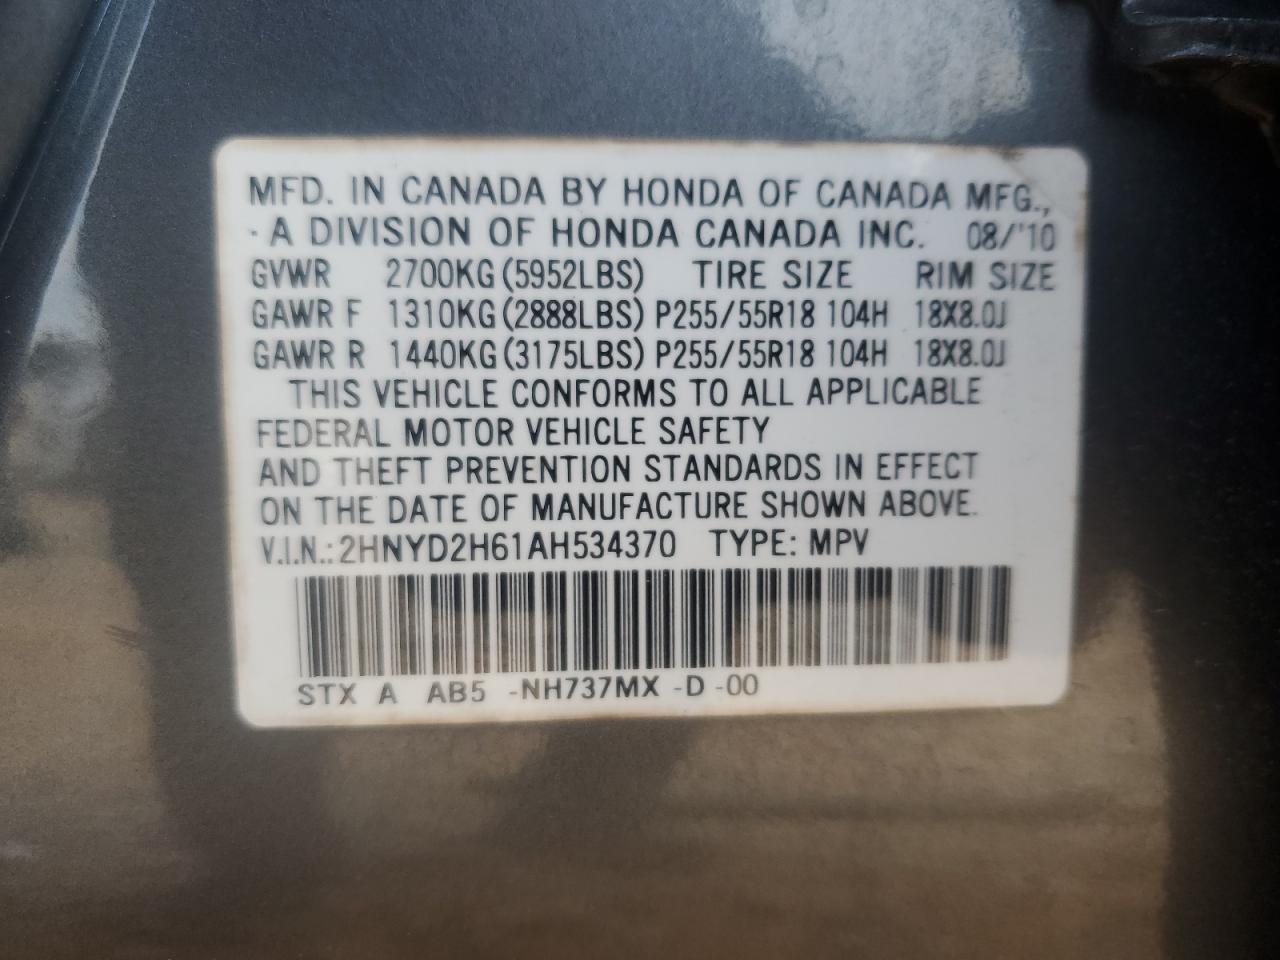 MFD. IN CANADA BY HONDA OF CANADA MFG.,
A DIVISION OF HONDA CANADA INC. 08/'10
GVWR 2700KG (5952LBS) TIRE SIZE RIM SIZE
GAWR F 1310KG (2888LBS) P255/55R18 104H 18X8.0J
GAWR R 1440KG (3175LBS) P255/55R18 104H 18X8.0J
THIS VEHICLE CONFORMS TO ALL APPLICABLE
FEDERAL MOTOR VEHICLE SAFETY
AND THEFT PREVENTION STANDARDS IN EFFECT
ON THE DATE OF MANUFACTURE SHOWN ABOVE.
V.I.N.: 2HNYD2H61AH534370 TYPE: MPV
STX A AB5 -NH737MX -D -00